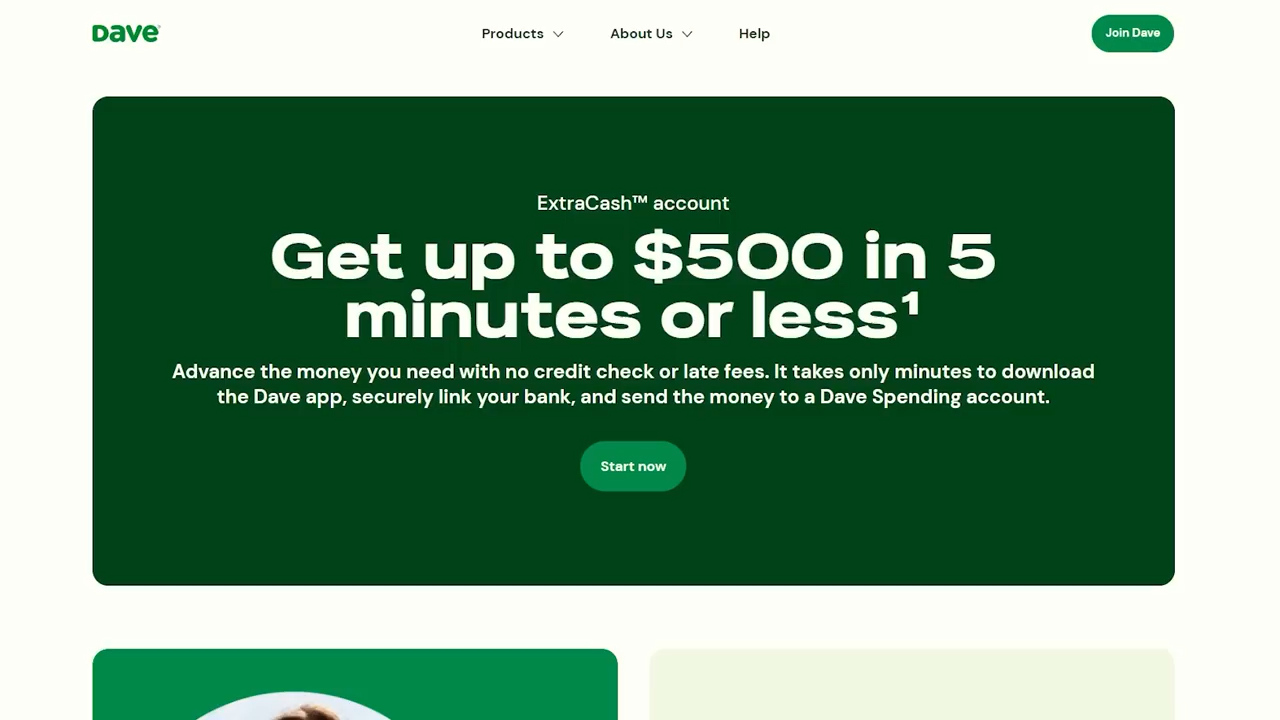 Dave
Products
About Us
Help
Join Dave
ExtraCash™ account
Get up to $500 in 5
minutes or less¹
Advance the money you need with no credit check or late fees. It takes only minutes to download
the Dave app, securely link your bank, and send the money to a Dave Spending account.
Start now